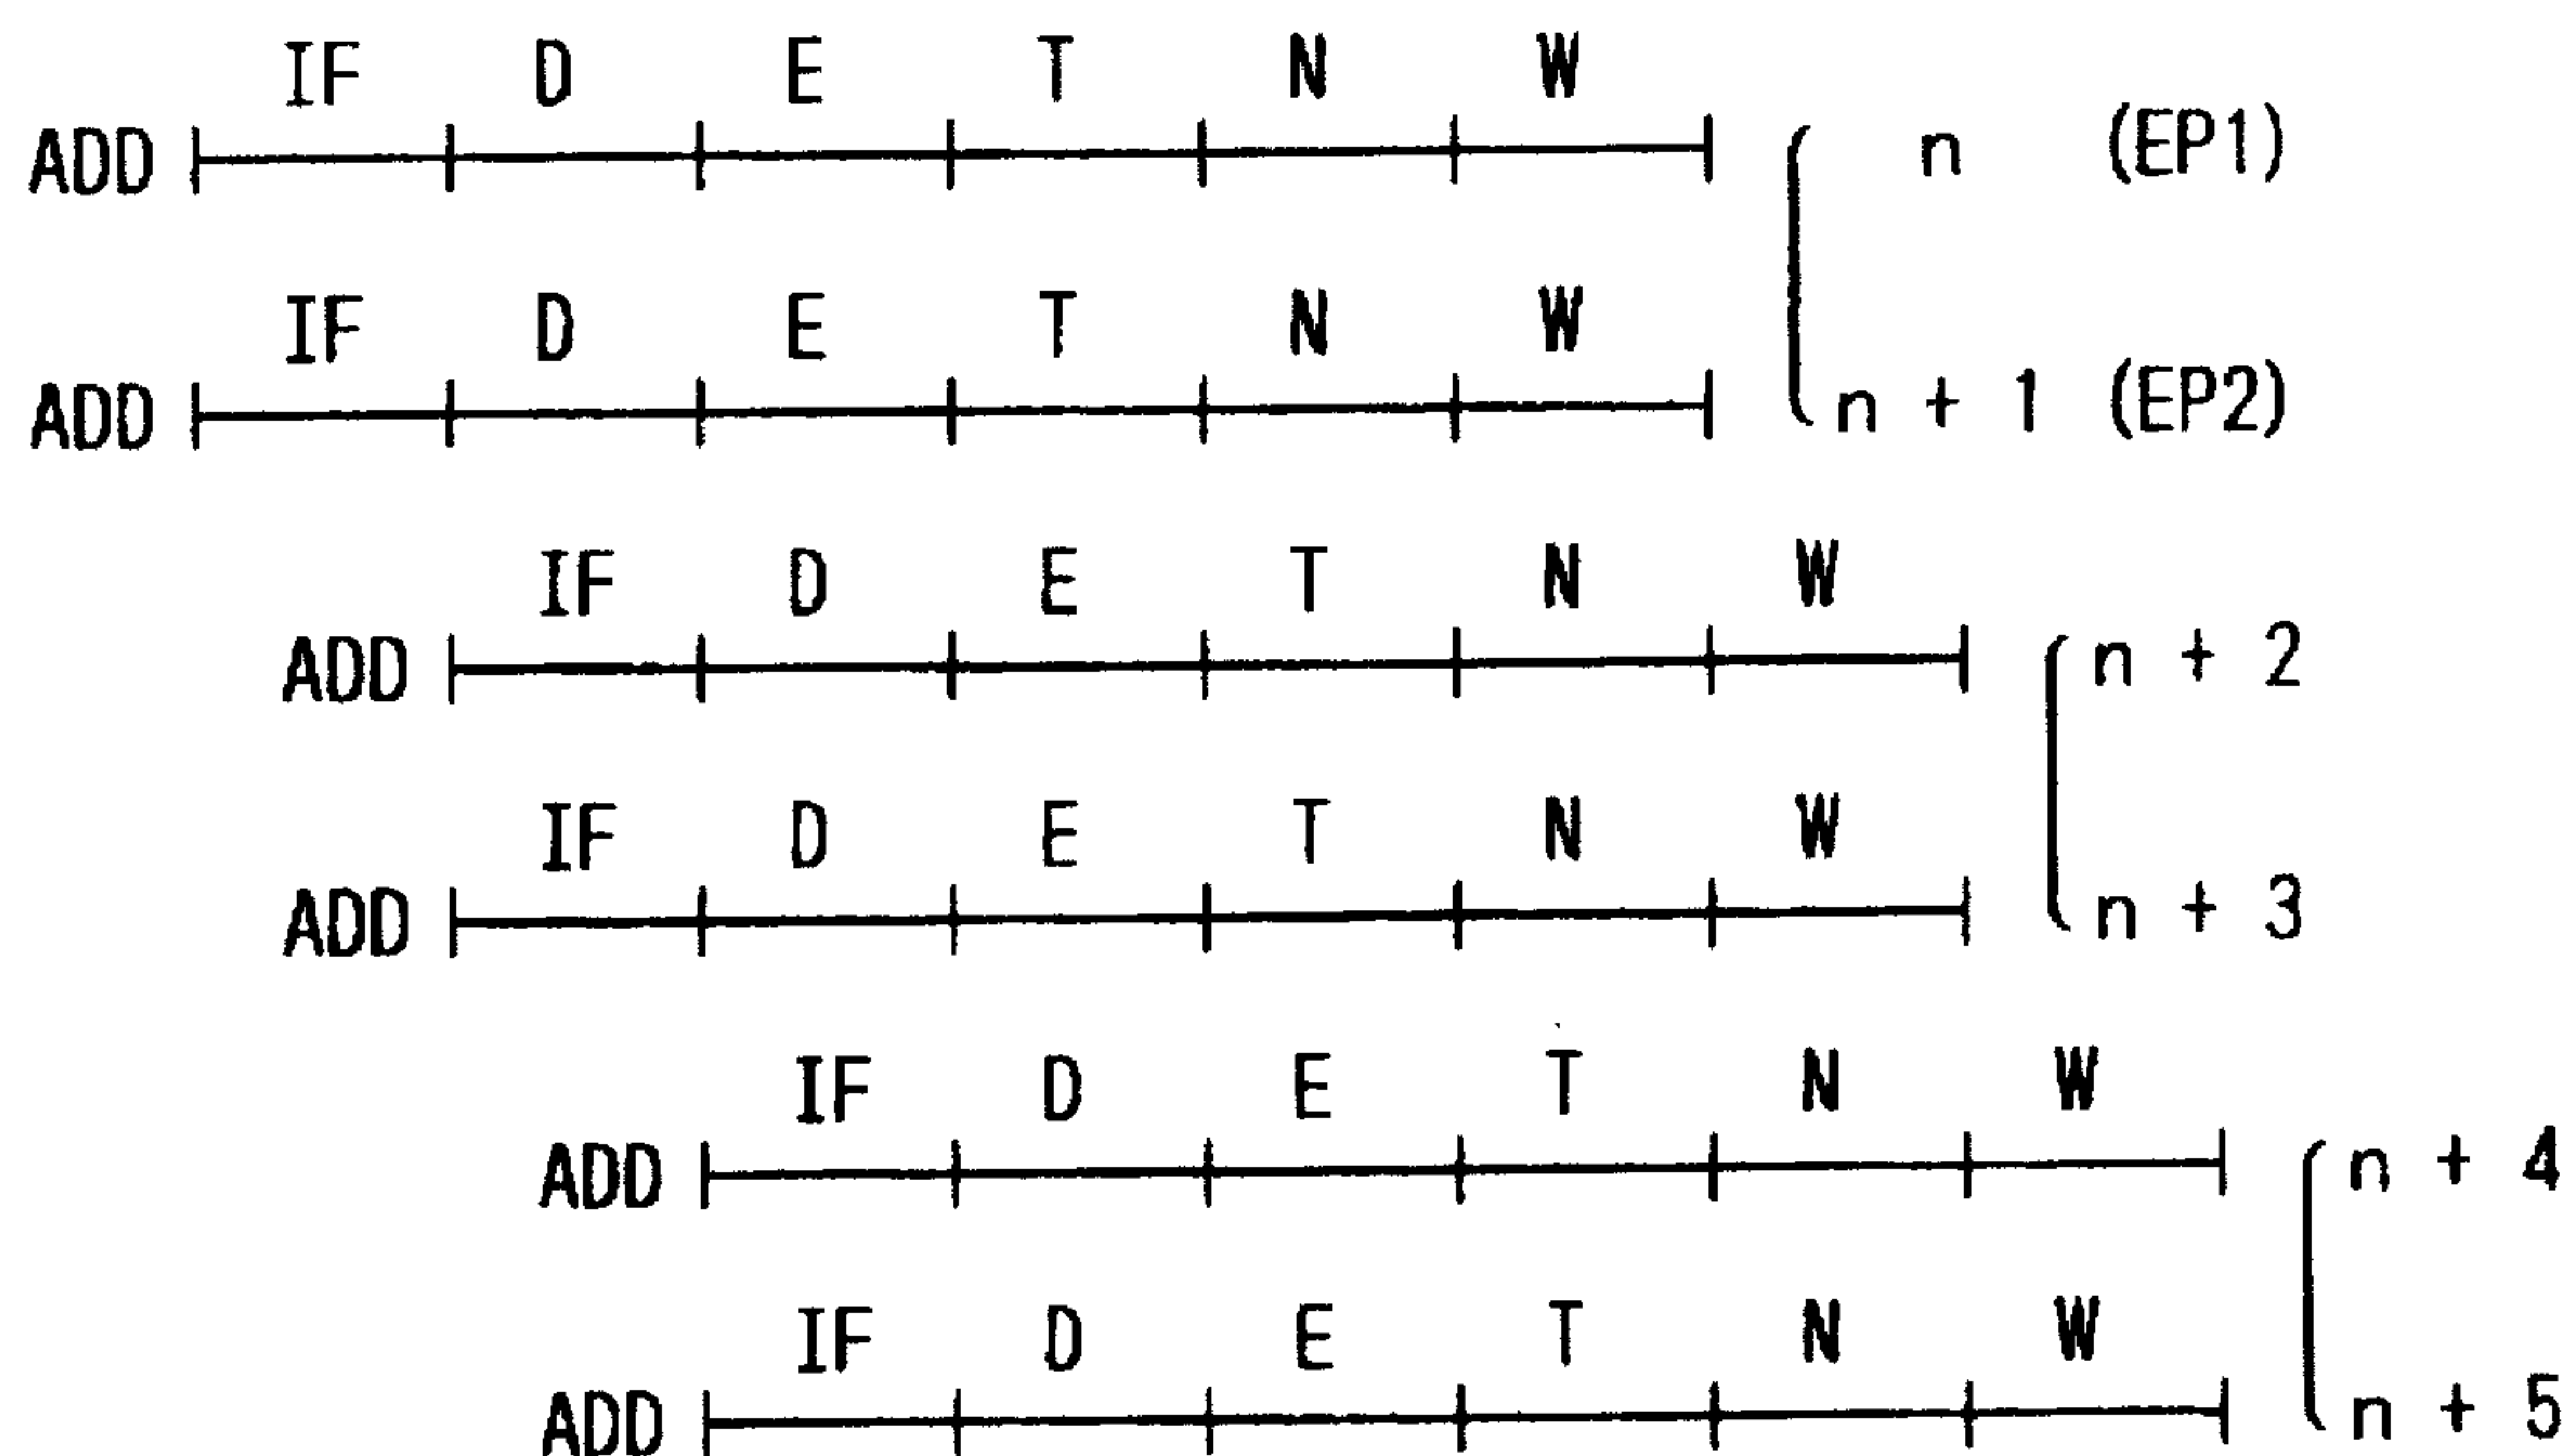 IF D E T N W
ADD n (EP1)
IF D E T N W
ADD n + 1 (EP2)
IF D E T N W
ADD n + 2
IF D E T N W
ADD n + 3
IF D E T N W
ADD n + 4
IF D E T N W
ADD n + 5